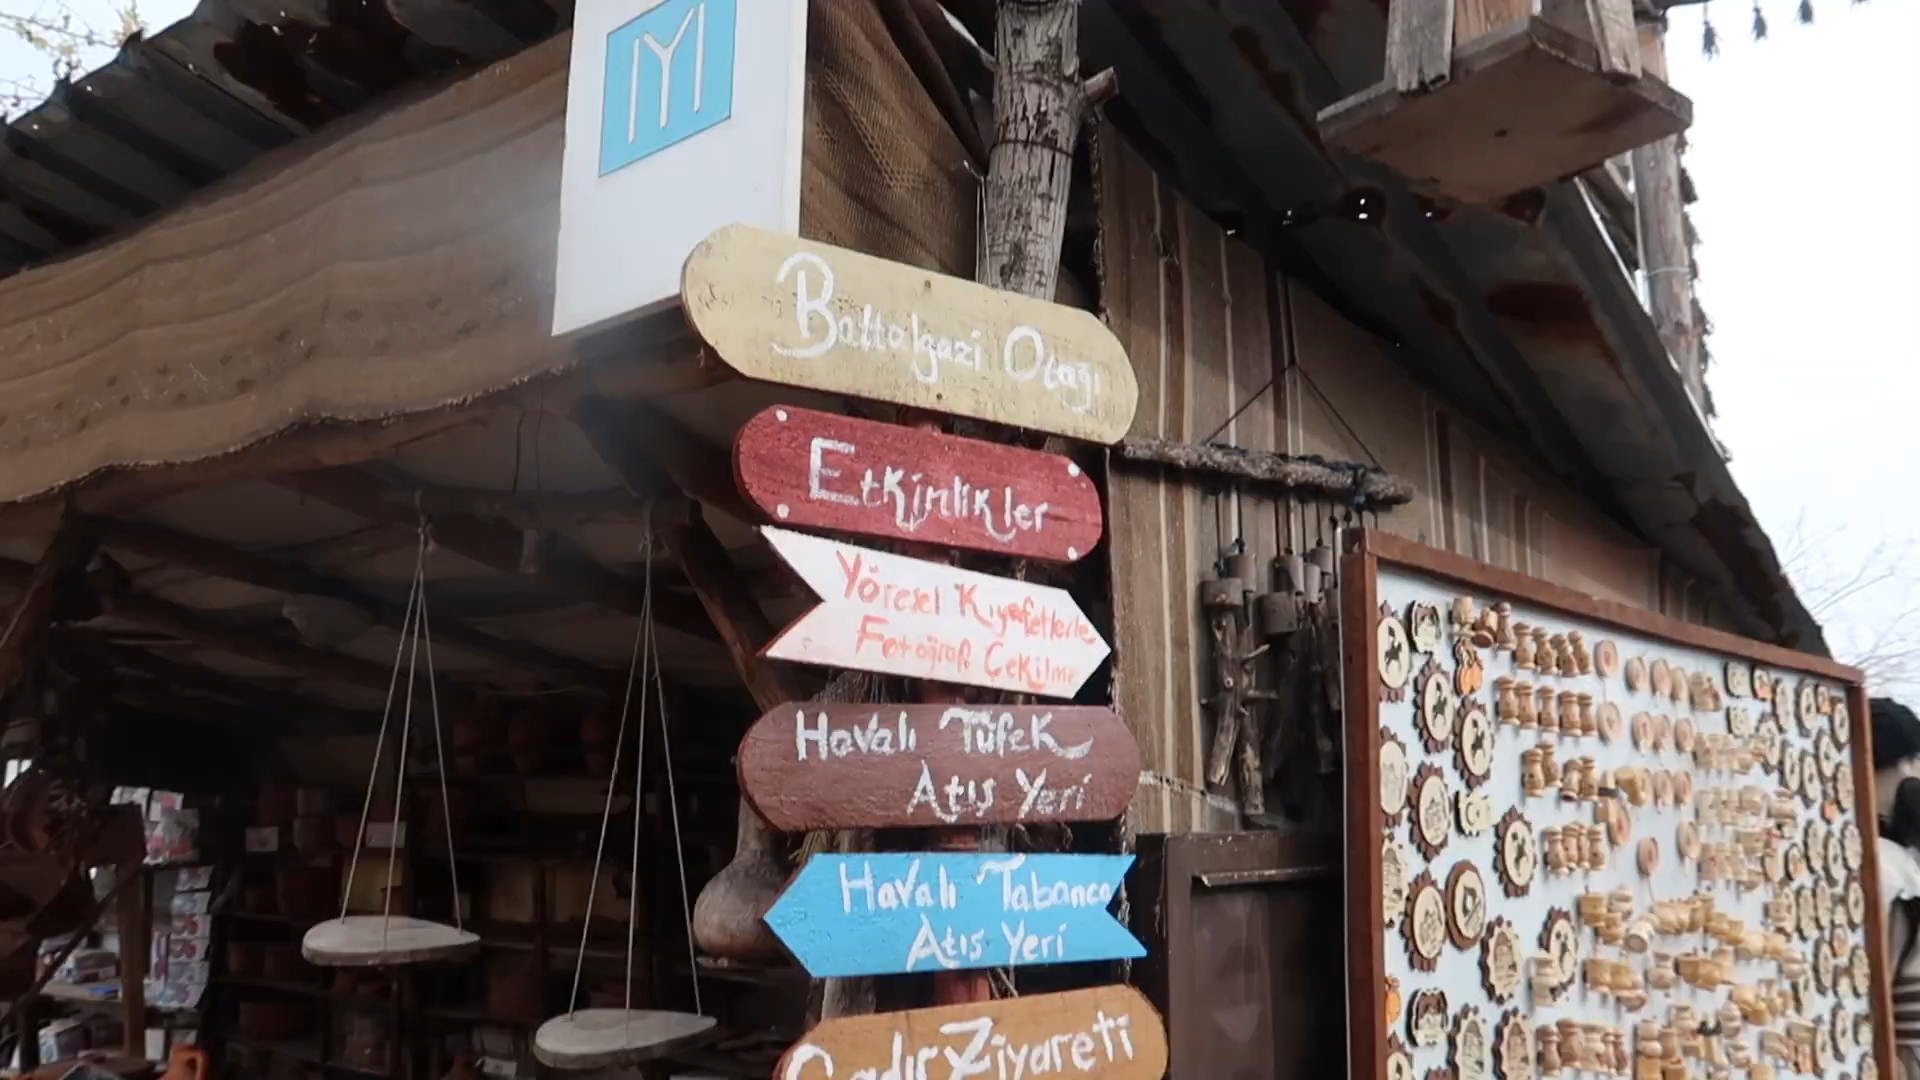 Battalgazi Otağı
Etkinlikler
Yöresel Kıyafetlerle
Fotoğraf Çekilme
Havalı Tüfek
Atış Yeri
Havalı Tabanca
Atış Yeri
Çadır Ziyareti